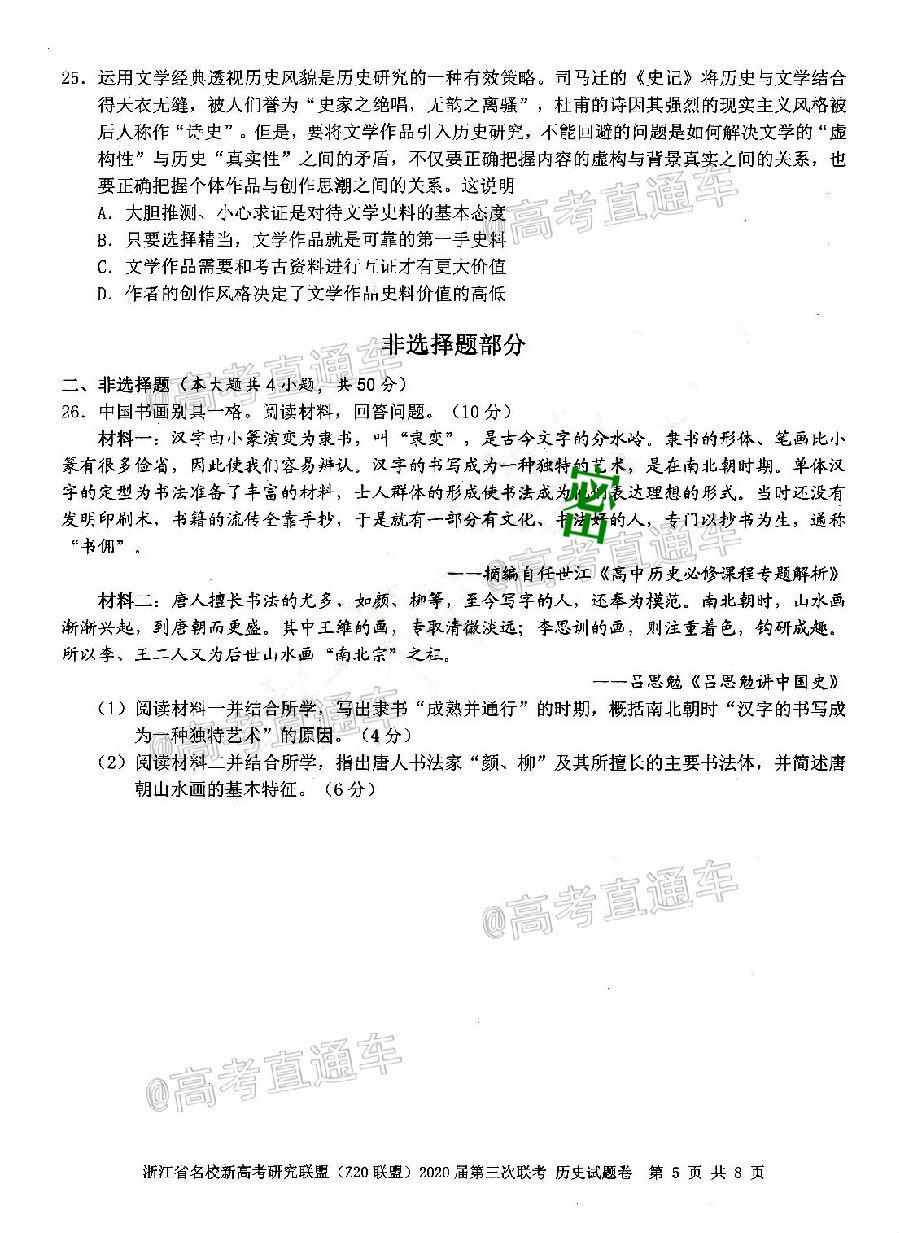 25. 运用文学经典透视历史风貌是历史研究的一种有效策略。司马迁的《史记》将历史与文学结合
得天衣无缝，被人们誉为“史家之绝唱，无韵之离骚”，杜甫的诗因其强烈的现实主义风格被
后人称作“诗史”。但是，要将文学作品引入历史研究，不能回避的问题是如何解决文学的“虚
构性”与历史“真实性”之间的矛盾，不仅要正确把握内容的虚构与背景真实之间的关系，也
要正确把握个体作品与创作思潮之间的关系。这说明
A. 大胆推测、小心求证是对待文学史料的基本态度
B. 只要选择精当，文学作品就是可靠的第一手史料
C. 文学作品需要和考古资料进行互证才有更大价值
D. 作者的创作风格决定了文学作品史料价值的高低
非选择题部分
二、非选择题（本大题共4小题，共50分）
26. 中国书画别具一格。阅读材料，回答问题。（10分）
材料一：汉字由小篆演变为隶书，叫“隶变”，是古今文字的分水岭。隶书的形体、笔画比小
篆有很多俭省，因此使我们容易辨认。汉字的书写成为一种独特的艺术，是在南北朝时期。单体汉
字的定型为书法准备了丰富的材料，士人群体的形成使书法成为他们表达理想的形式。当时还没有
发明印刷术，书籍的流传全靠手抄，于是就有一部分有文化、书法好的人，专门以抄书为生，通称
“书佣”。
——摘编自任世江《高中历史必修课程专题解析》
材料二：唐人擅长书法的尤多，如颜、柳等，至今写字的人，还奉为模范。南北朝时，山水画
渐渐兴起，到唐朝而更盛。其中王维的画，专取清微淡远；李思训的画，则注重着色，钩研成趣。
所以李、王二人又为后世山水画“南北宗”之祖。
——吕思勉《吕思勉讲中国史》
（1）阅读材料一并结合所学，写出隶书“成熟并通行”的时期，概括南北朝时“汉字的书写成
为一种独特艺术”的原因。（4分）
（2）阅读材料二并结合所学，指出唐人书法家“颜、柳”及其所擅长的主要书法体，并简述唐
朝山水画的基本特征。（6分）
密
@高考直通车
@高考直通车
@高考直通车
@高考直通车
@高考直通车
@高考直通车
浙江省名校新高考研究联盟（Z20联盟）2020届第三次联考 历史试题卷 第 5 页 共 8 页